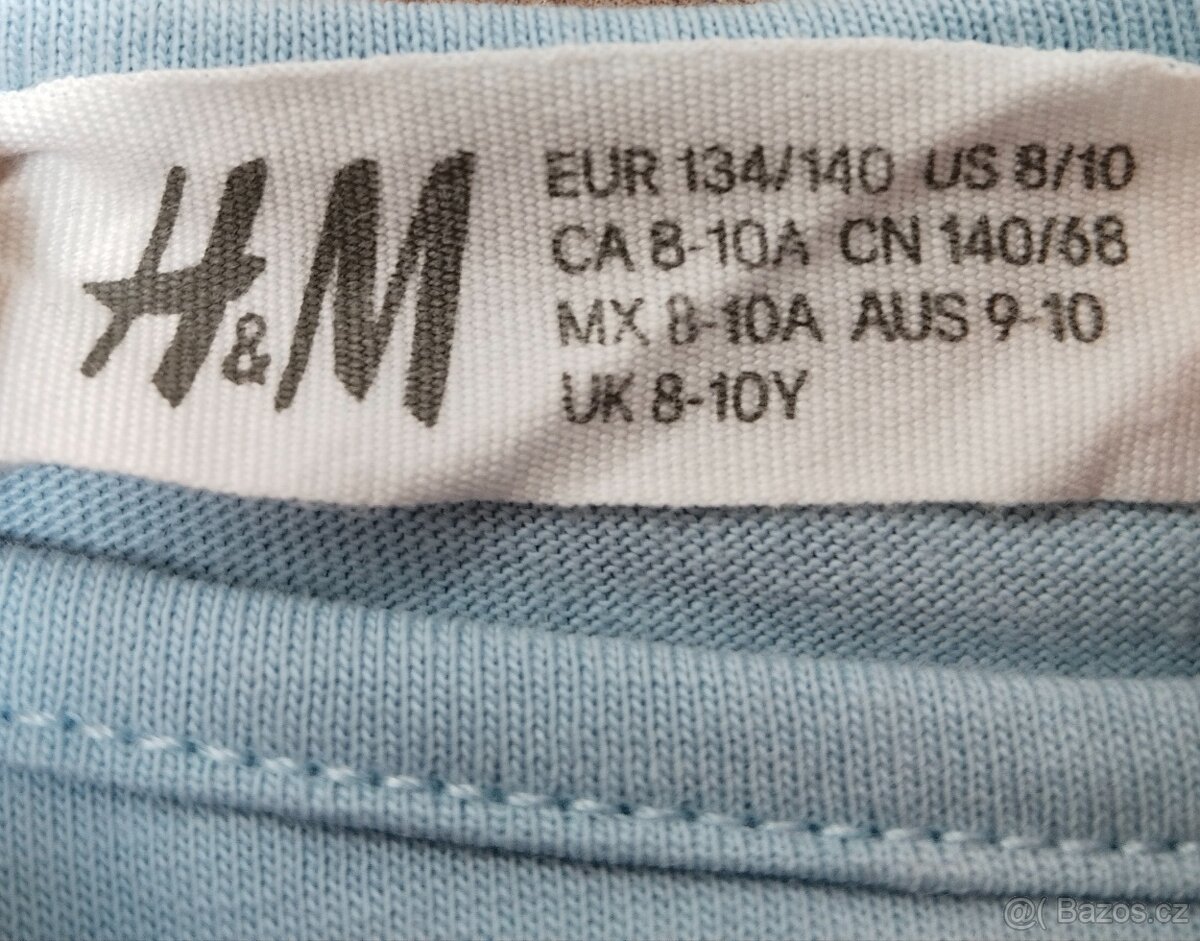 H&M
EUR 134/140 US 8/10
CA 8-10A CN 140/68
MX 8-10A AUS 9-10
UK 8-10Y
@( Bazos.cz